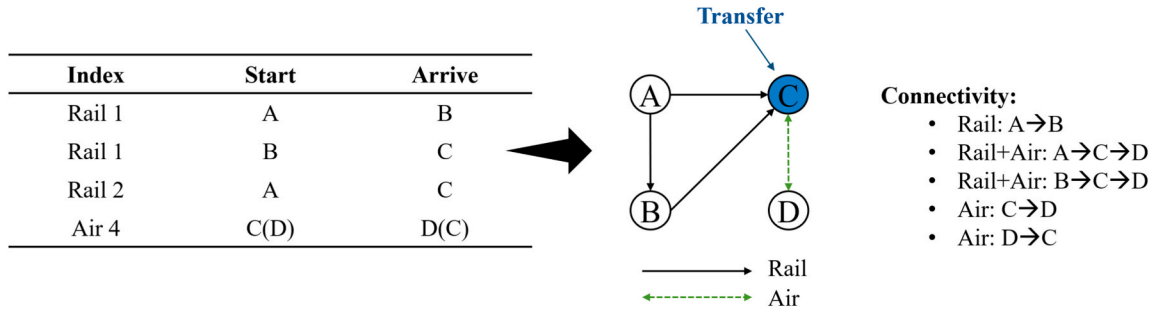 Index Start Arrive
Rail 1 A B
Rail 1 B C
Rail 2 A C
Air 4 C(D) D(C)
Transfer
A C
B D
Rail
Air
Connectivity:
• Rail: A→B
• Rail+Air: A→C→D
• Rail+Air: B→C→D
• Air: C→D
• Air: D→C